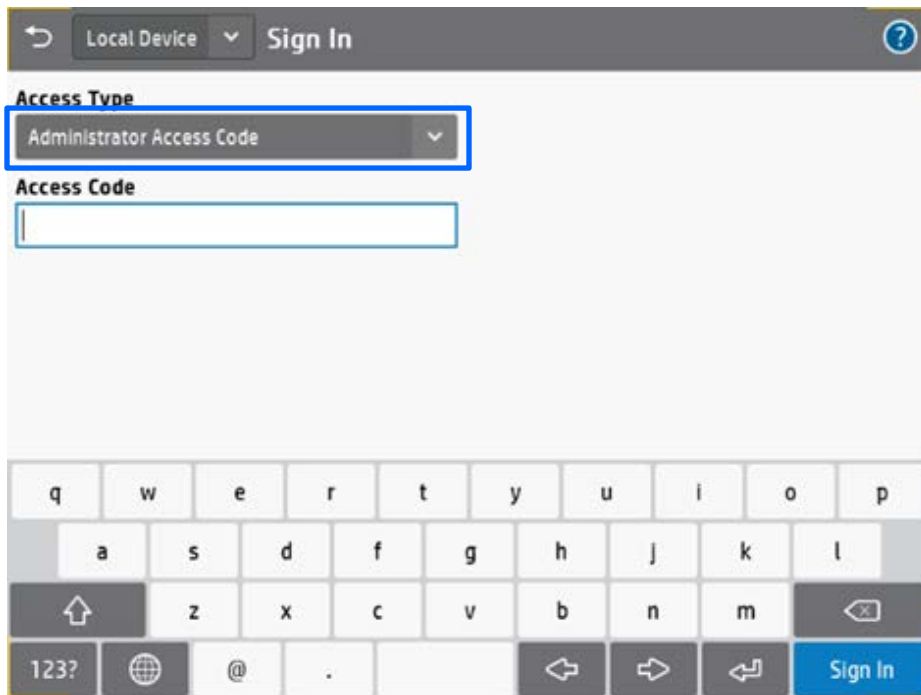 Local Device Sign In ?
Access Type
Administrator Access Code
Access Code
q w e r t y u i o p
a s d f g h j k l
z x c v b n m
123? @ . Sign In